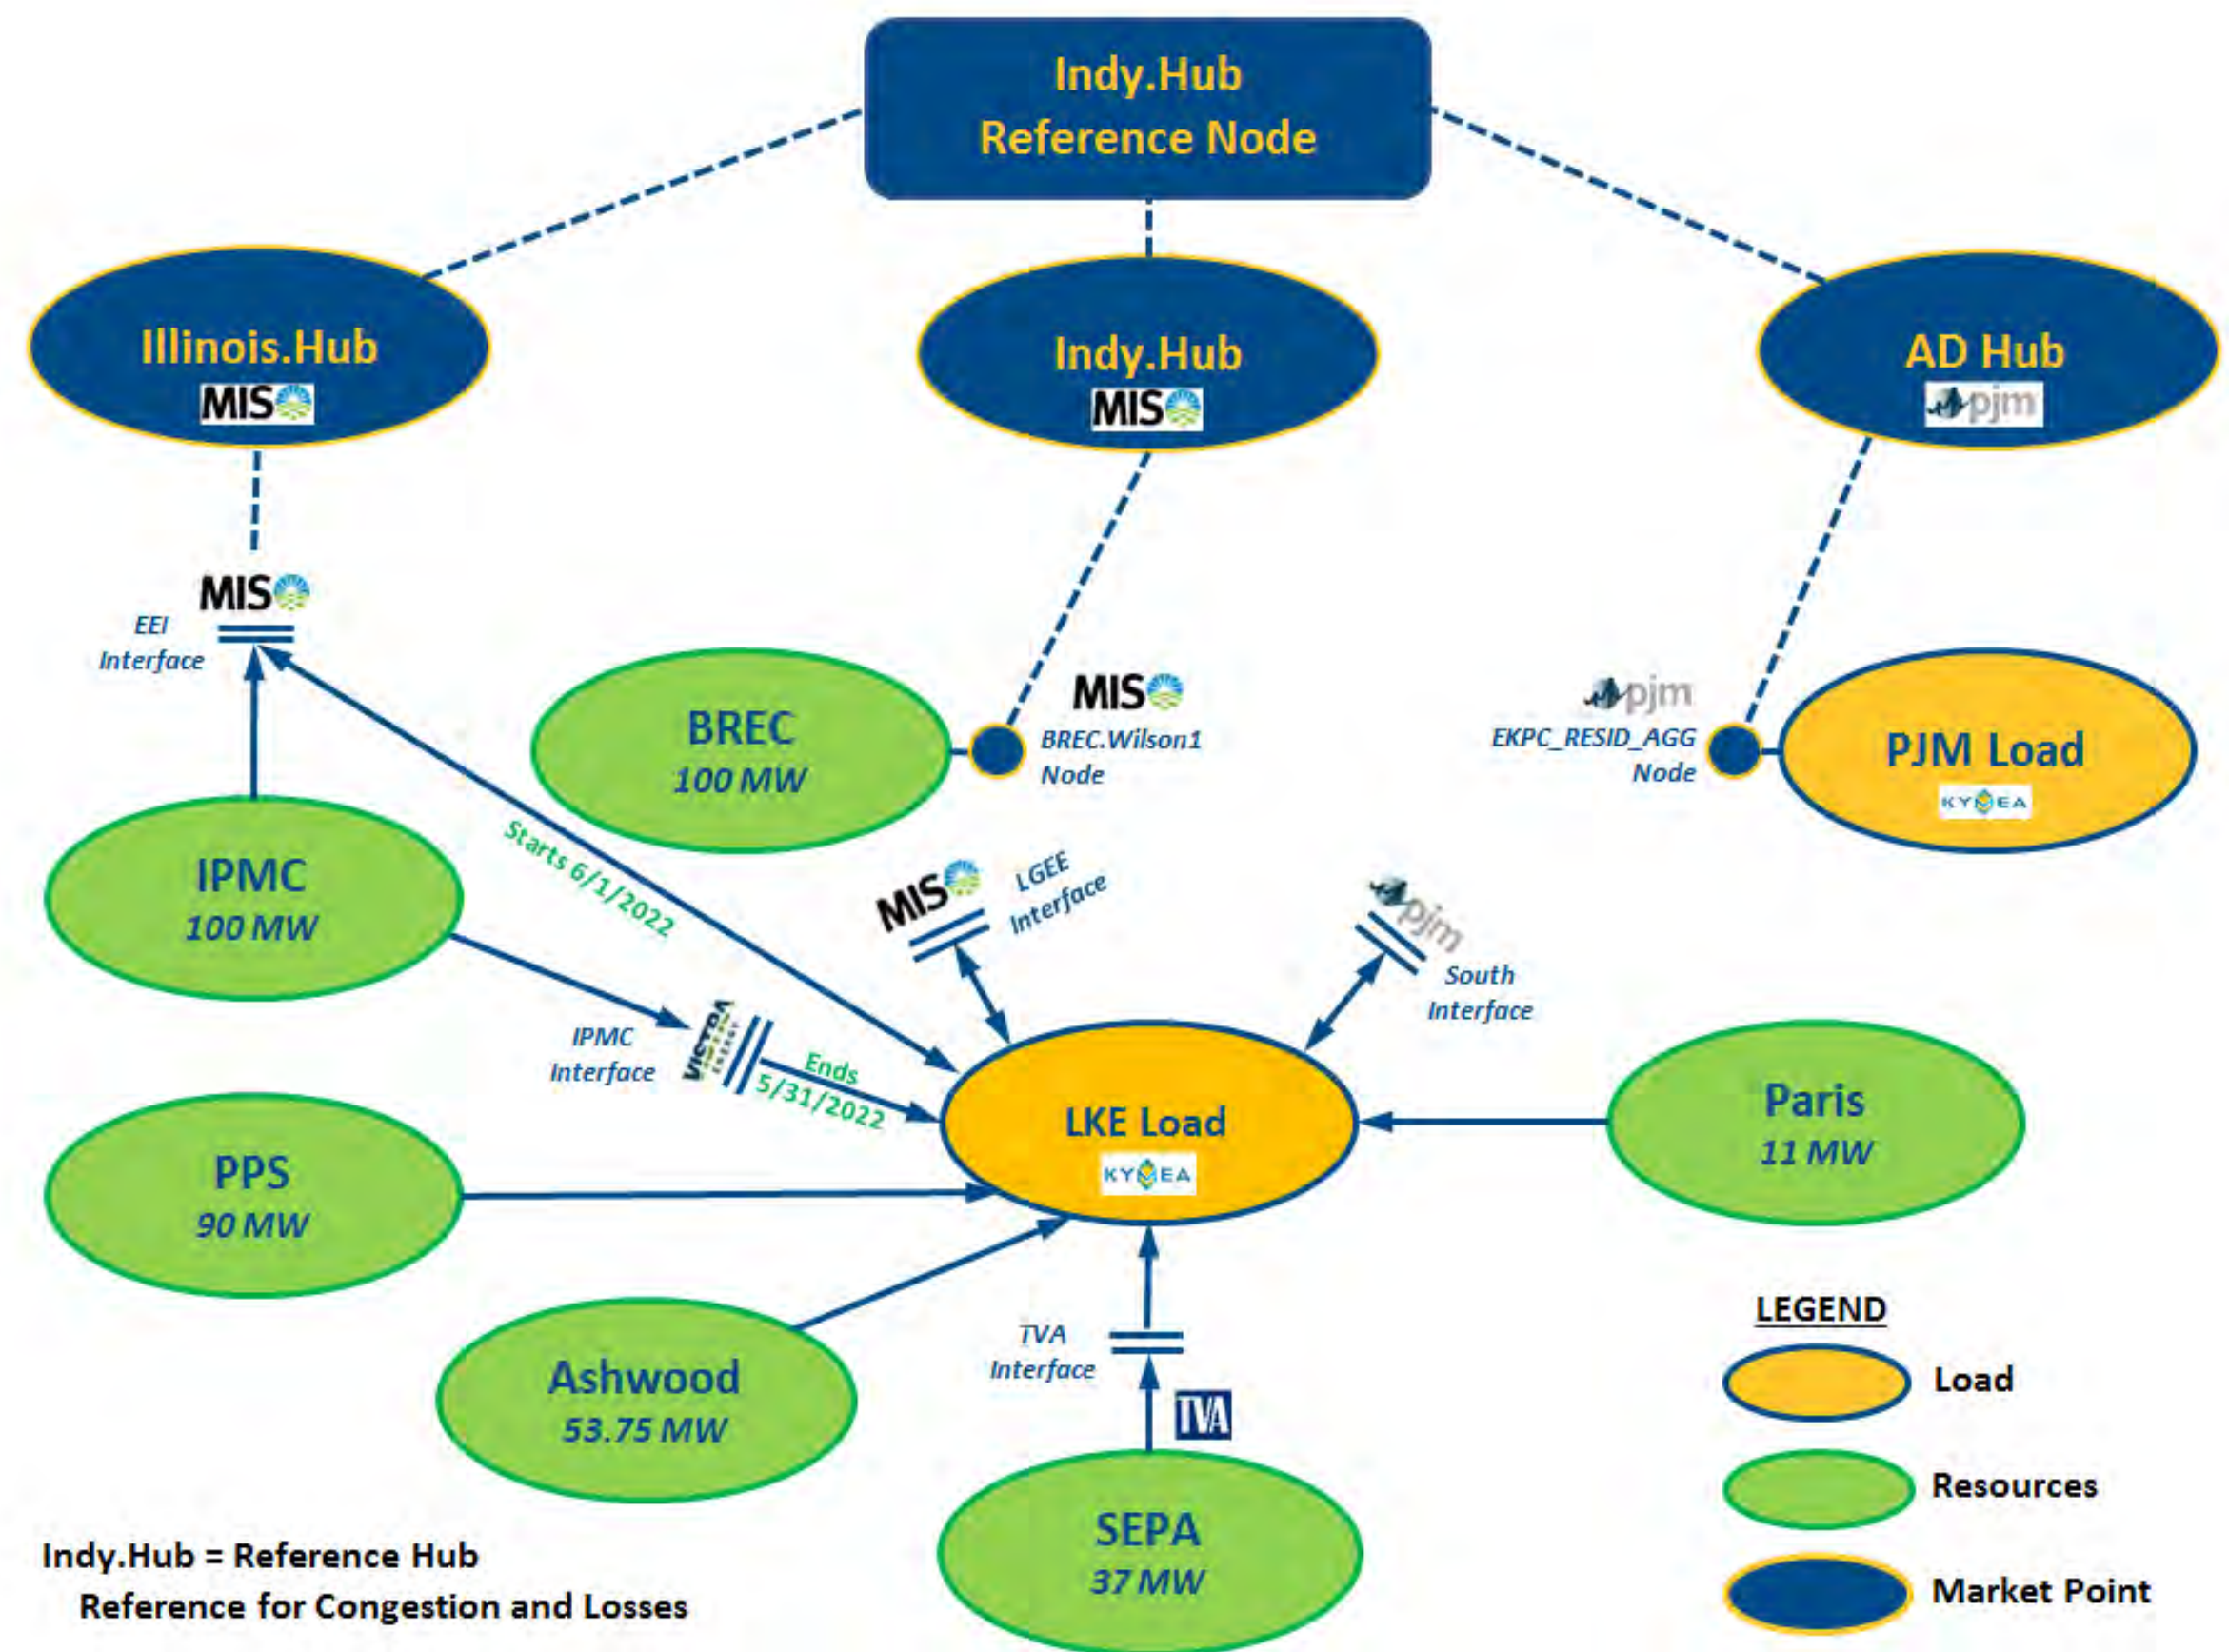 Indy.Hub
Reference Node
Illinois.Hub
MISO
Indy.Hub
MISO
AD Hub
pjm
MISO
EEI
Interface
BREC
100 MW
MISO
BREC.Wilson1
Node
pjm
EKPC_RESID_AGG
Node
PJM Load
KYMEA
IPMC
100 MW
Starts 6/1/2022
MISO
LGEE
Interface
pjm
South
Interface
IPMC
Interface
VISTRA
ENERGY
Ends
5/31/2022
LKE Load
KYMEA
Paris
11 MW
PPS
90 MW
Ashwood
53.75 MW
TVA
Interface
TVA
SEPA
37 MW
LEGEND
Load
Resources
Market Point
Indy.Hub = Reference Hub
Reference for Congestion and Losses